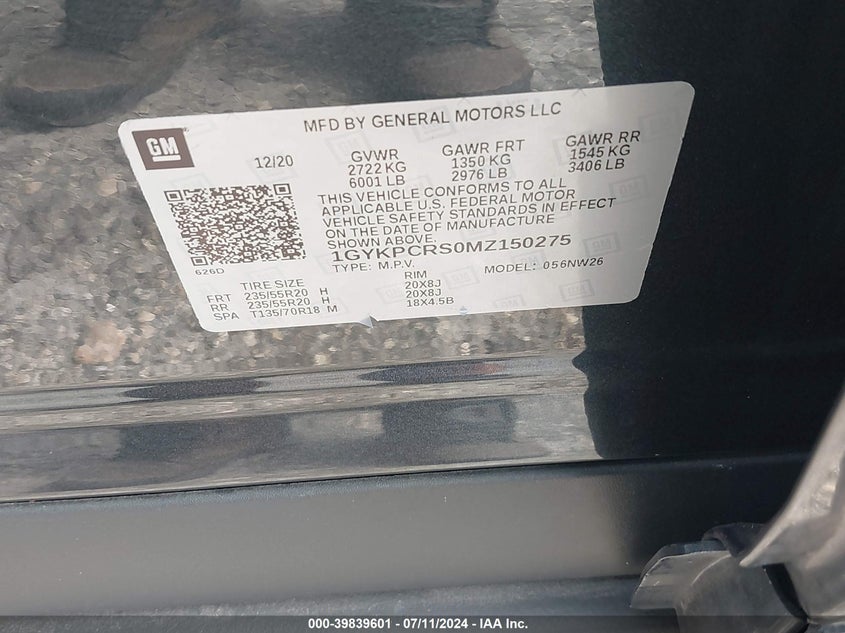 MFD BY GENERAL MOTORS LLC
GM
12/20
GVWR GAWR FRT GAWR RR
2722 KG 1350 KG 1545 KG
6001 LB 2976 LB 3406 LB
THIS VEHICLE CONFORMS TO ALL
APPLICABLE U.S. FEDERAL MOTOR
VEHICLE SAFETY STANDARDS IN EFFECT
ON THE DATE OF MANUFACTURE
SHOWN ABOVE.
1GYKPCRS0MZ150275
TYPE: M.P.V. MODEL: 056NW26
626D
TIRE SIZE RIM
FRT 235/55R20 H 20X8J
RR 235/55R20 H 20X8J
SPA T135/70R18 M 18X4.5B
000-39839601 - 07/11/2024 - IAA Inc.